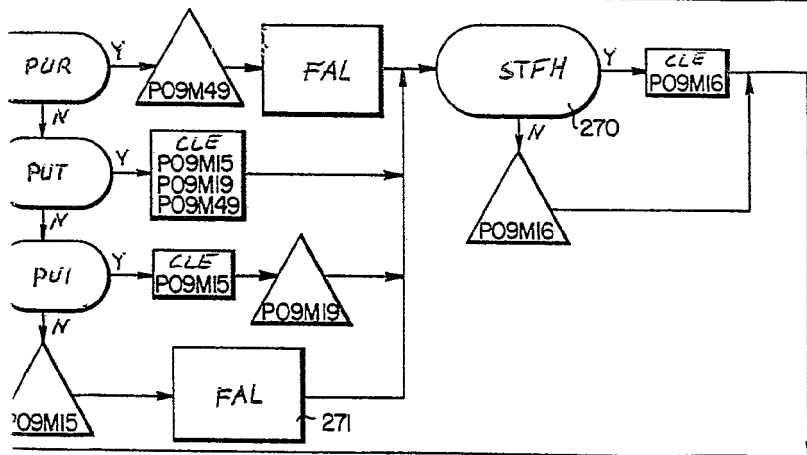 PUR
Y
P09M49
FAL
STFH
Y
CLE
P09M16
N
270
N
P09M16
PUT
Y
CLE
P09M15
P09M19
P09M49
N
PUI
Y
CLE
P09M15
P09M19
N
P09M15
FAL
271